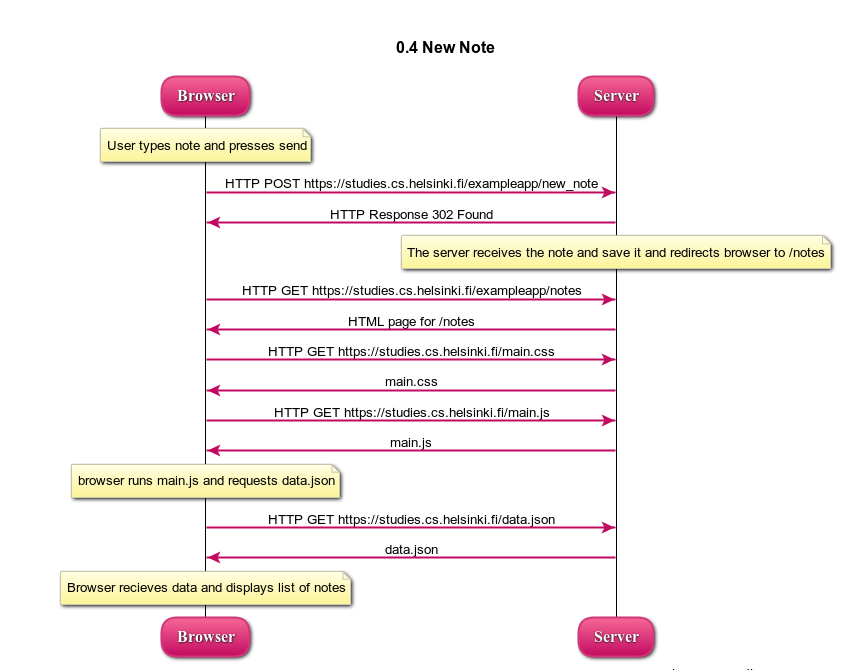 0.4 New Note
Browser
Server
User types note and presses send
HTTP POST https://studies.cs.helsinki.fi/exampleapp/new_note
HTTP Response 302 Found
The server receives the note and save it and redirects browser to /notes
HTTP GET https://studies.cs.helsinki.fi/exampleapp/notes
HTML page for /notes
HTTP GET https://studies.cs.helsinki.fi/main.css
main.css
HTTP GET https://studies.cs.helsinki.fi/main.js
main.js
browser runs main.js and requests data.json
HTTP GET https://studies.cs.helsinki.fi/data.json
data.json
Browser recieves data and displays list of notes
Browser
Server